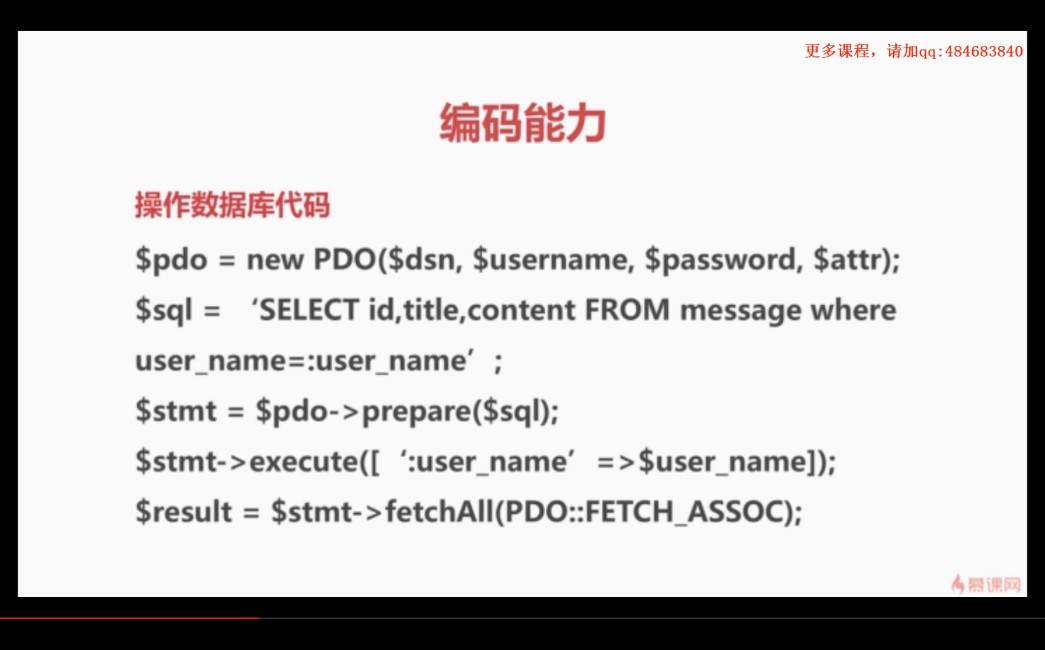 更多课程，请加qq:484683840
编码能力
操作数据库代码
$pdo = new PDO($dsn, $username, $password, $attr);
$sql = ‘SELECT id,title,content FROM message where
user_name=:user_name’;
$stmt = $pdo->prepare($sql);
$stmt->execute([‘:user_name’=>$user_name]);
$result = $stmt->fetchAll(PDO::FETCH_ASSOC);
慕课网